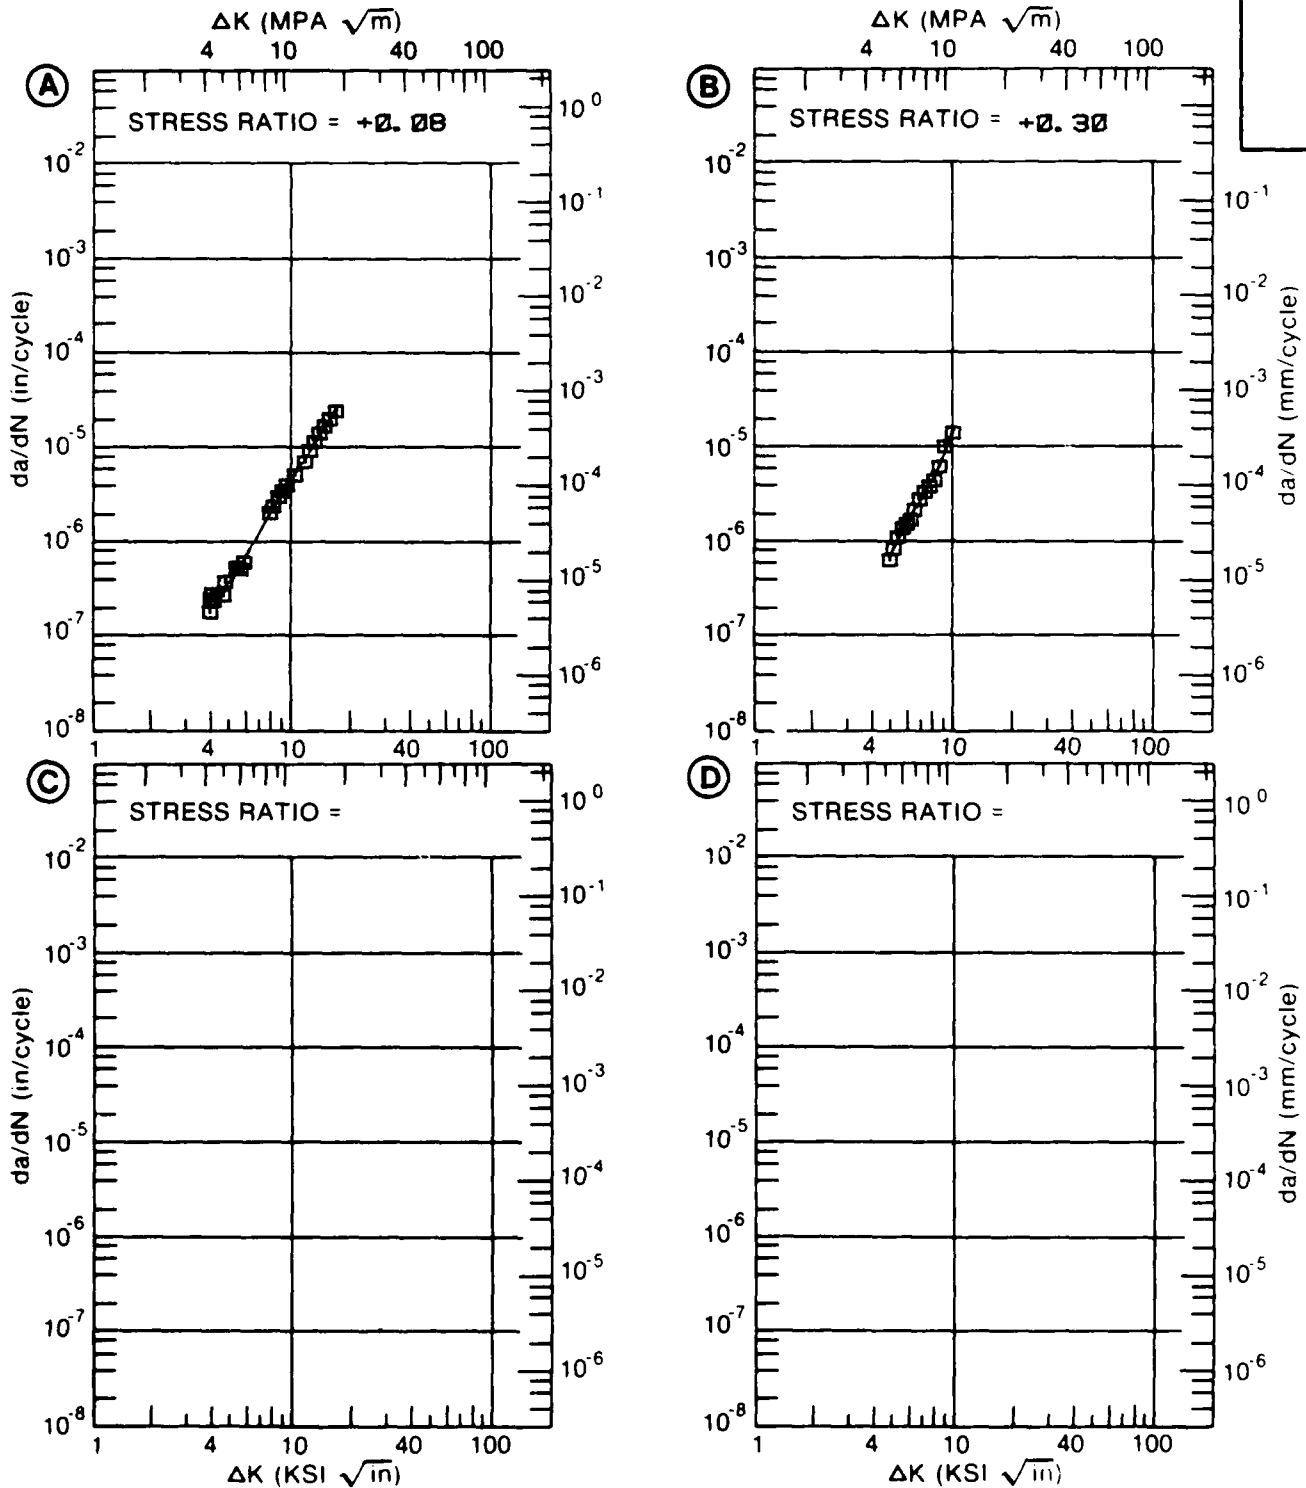 ΔK (MPA √m)
4 10 40 100
A
STRESS RATIO = +0.08
10^0
10^-2
10^-1
10^-3
10^-2
10^-4
10^-3
10^-5
10^-4
10^-6
10^-5
10^-7
10^-6
10^-8
1 4 10 40 100
da/dN (in/cycle)
ΔK (MPA √m)
4 10 40 100
B
STRESS RATIO = +0.30
10^-2
10^-1
10^-3
10^-2
10^-4
10^-3
10^-5
10^-4
10^-6
10^-5
10^-7
10^-6
10^-8
1 4 10 40 100
da/dN (mm/cycle)
C
STRESS RATIO =
10^0
10^-2
10^-1
10^-3
10^-2
10^-4
10^-3
10^-5
10^-4
10^-6
10^-5
10^-7
10^-6
10^-8
1 4 10 40 100
da/dN (in/cycle)
ΔK (KSI √in)
D
STRESS RATIO =
10^0
10^-2
10^-1
10^-3
10^-2
10^-4
10^-3
10^-5
10^-4
10^-6
10^-5
10^-7
10^-6
10^-8
1 4 10 40 100
da/dN (mm/cycle)
ΔK (KSI √in)